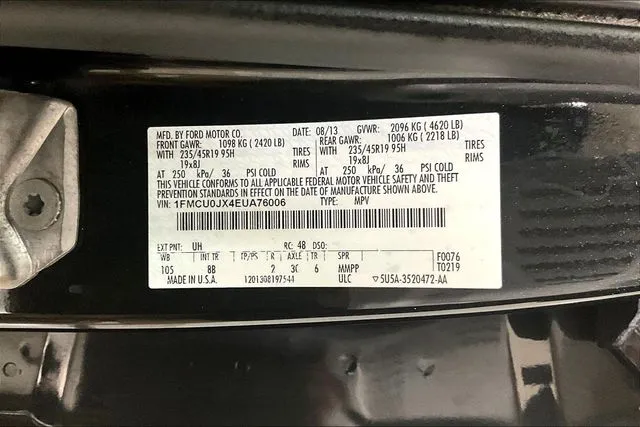 MFD. BY FORD MOTOR CO. DATE: 08/13 GVWR: 2096 KG ( 4620 LB)
FRONT GAWR: 1098 KG ( 2420 LB) REAR GAWR: 1006 KG ( 2218 LB)
WITH 235/45R19 95H TIRES WITH 235/45R19 95H TIRES
19x8J RIMS 19x8J RIMS
AT 250 kPa/ 36 PSI COLD AT 250 kPa/ 36 PSI COLD
THIS VEHICLE CONFORMS TO ALL APPLICABLE FEDERAL MOTOR VEHICLE SAFETY, BUMPER, AND THEFT
PREVENTION STANDARDS IN EFFECT ON THE DATE OF MANUFACTURE SHOWN ABOVE.
VIN: 1FMCU0JX4EUA76006 TYPE: MPV
EXT PNT: UH RC: 48 DSO:
WB INT TR TP/PS R AXLE TR SPR F0076
105 8B 2 6 MMPP T0219
MADE IN U.S.A. 1201308197544 ULC 5U5A-3520472-AA